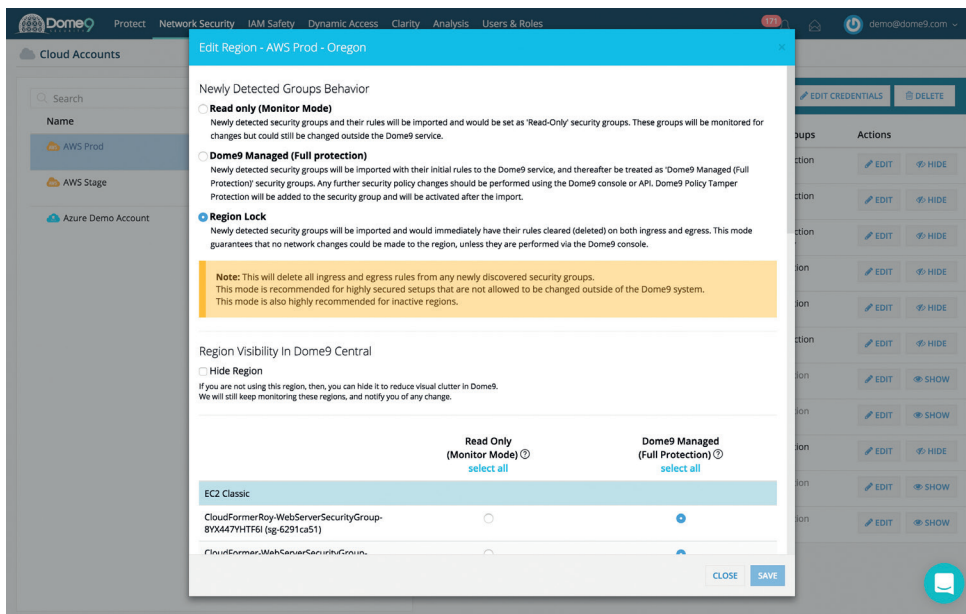 Dome9
SECURITY
Protect
Network Security
IAM Safety
Dynamic Access
Clarity
Analysis
Users & Roles
171
demo@dome9.com
Cloud Accounts
Search
Name
AWS Prod
AWS Stage
Azure Demo Account
Edit Region - AWS Prod - Oregon
×
Newly Detected Groups Behavior
Read only (Monitor Mode)
Newly detected security groups and their rules will be imported and would be set as 'Read-Only' security groups. These groups will be monitored for
changes but could still be changed outside the Dome9 service.
Dome9 Managed (Full protection)
Newly detected security groups will be imported with their initial rules to the Dome9 service, and thereafter be treated as 'Dome9 Managed (Full
Protection)' security groups. Any further security policy changes should be performed using the Dome9 console or API. Dome9 Policy Tamper
Protection will be added to the security group and will be activated after the import.
Region Lock
Newly detected security groups will be imported and would immediately have their rules cleared (deleted) on both ingress and egress. This mode
guarantees that no network changes could be made to the region, unless they are performed via the Dome9 console.
Note: This will delete all ingress and egress rules from any newly discovered security groups.
This mode is recommended for highly secured setups that are not allowed to be changed outside of the Dome9 system.
This mode is also highly recommended for inactive regions.
Region Visibility In Dome9 Central
Hide Region
If you are not using this region, then, you can hide it to reduce visual clutter in Dome9.
We will still keep monitoring these regions, and notify you of any change.
Read Only
(Monitor Mode) ?
select all
Dome9 Managed
(Full Protection) ?
select all
EC2 Classic
CloudFormerRoy-WebServerSecurityGroup-
8YX447YHTF6I (sg-6291ca51)
CloudFormer-WebServerSecurityGroup-
CLOSE
SAVE
EDIT CREDENTIALS
DELETE
oups
Actions
ction
EDIT
HIDE
ction
EDIT
HIDE
ction
EDIT
HIDE
ion
EDIT
HIDE
ion
EDIT
HIDE
ction
EDIT
HIDE
ion
EDIT
SHOW
ion
EDIT
SHOW
ion
EDIT
HIDE
ion
EDIT
SHOW
ion
EDIT
SHOW